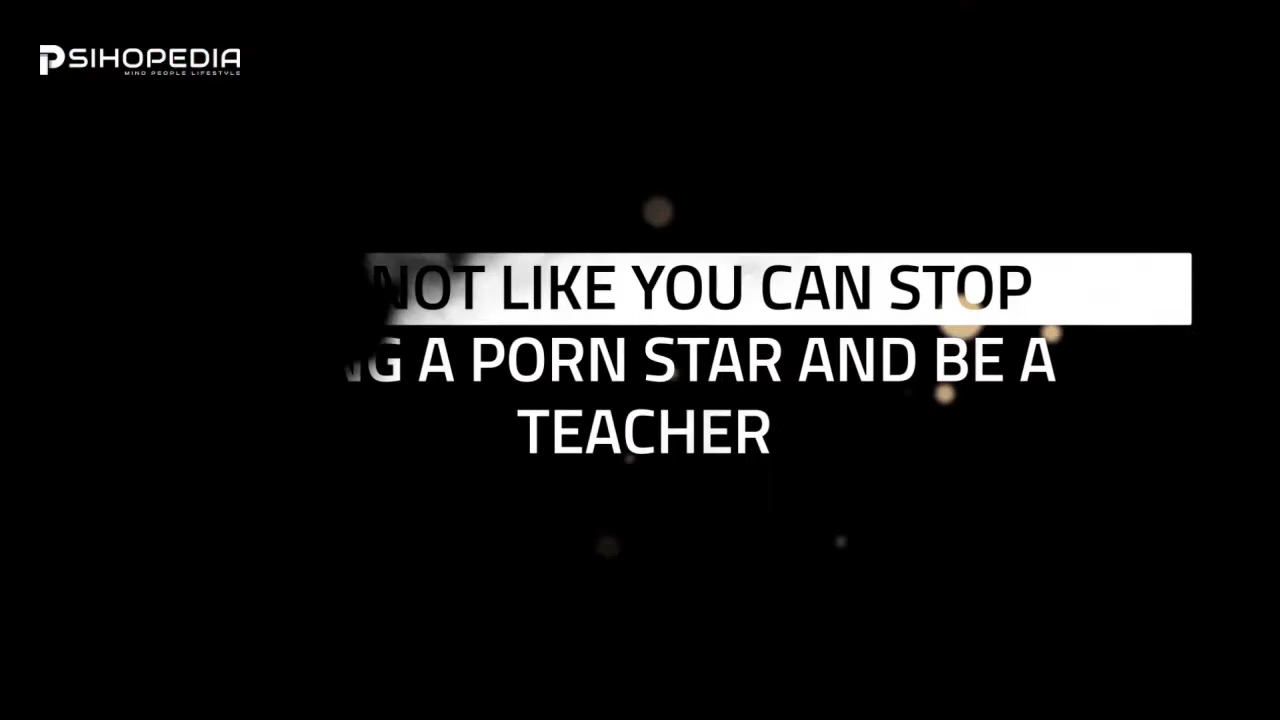 PSIHOPEDIA
MIND PEOPLE LIFESTYLE
NOT LIKE YOU CAN STOP
A PORN STAR AND BE A
TEACHER